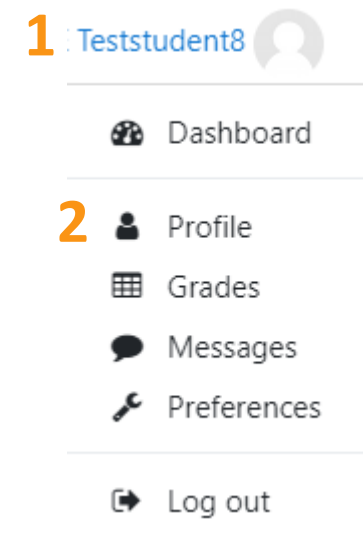 1 Teststudent8
Dashboard
2 Profile
Grades
Messages
Preferences
Log out